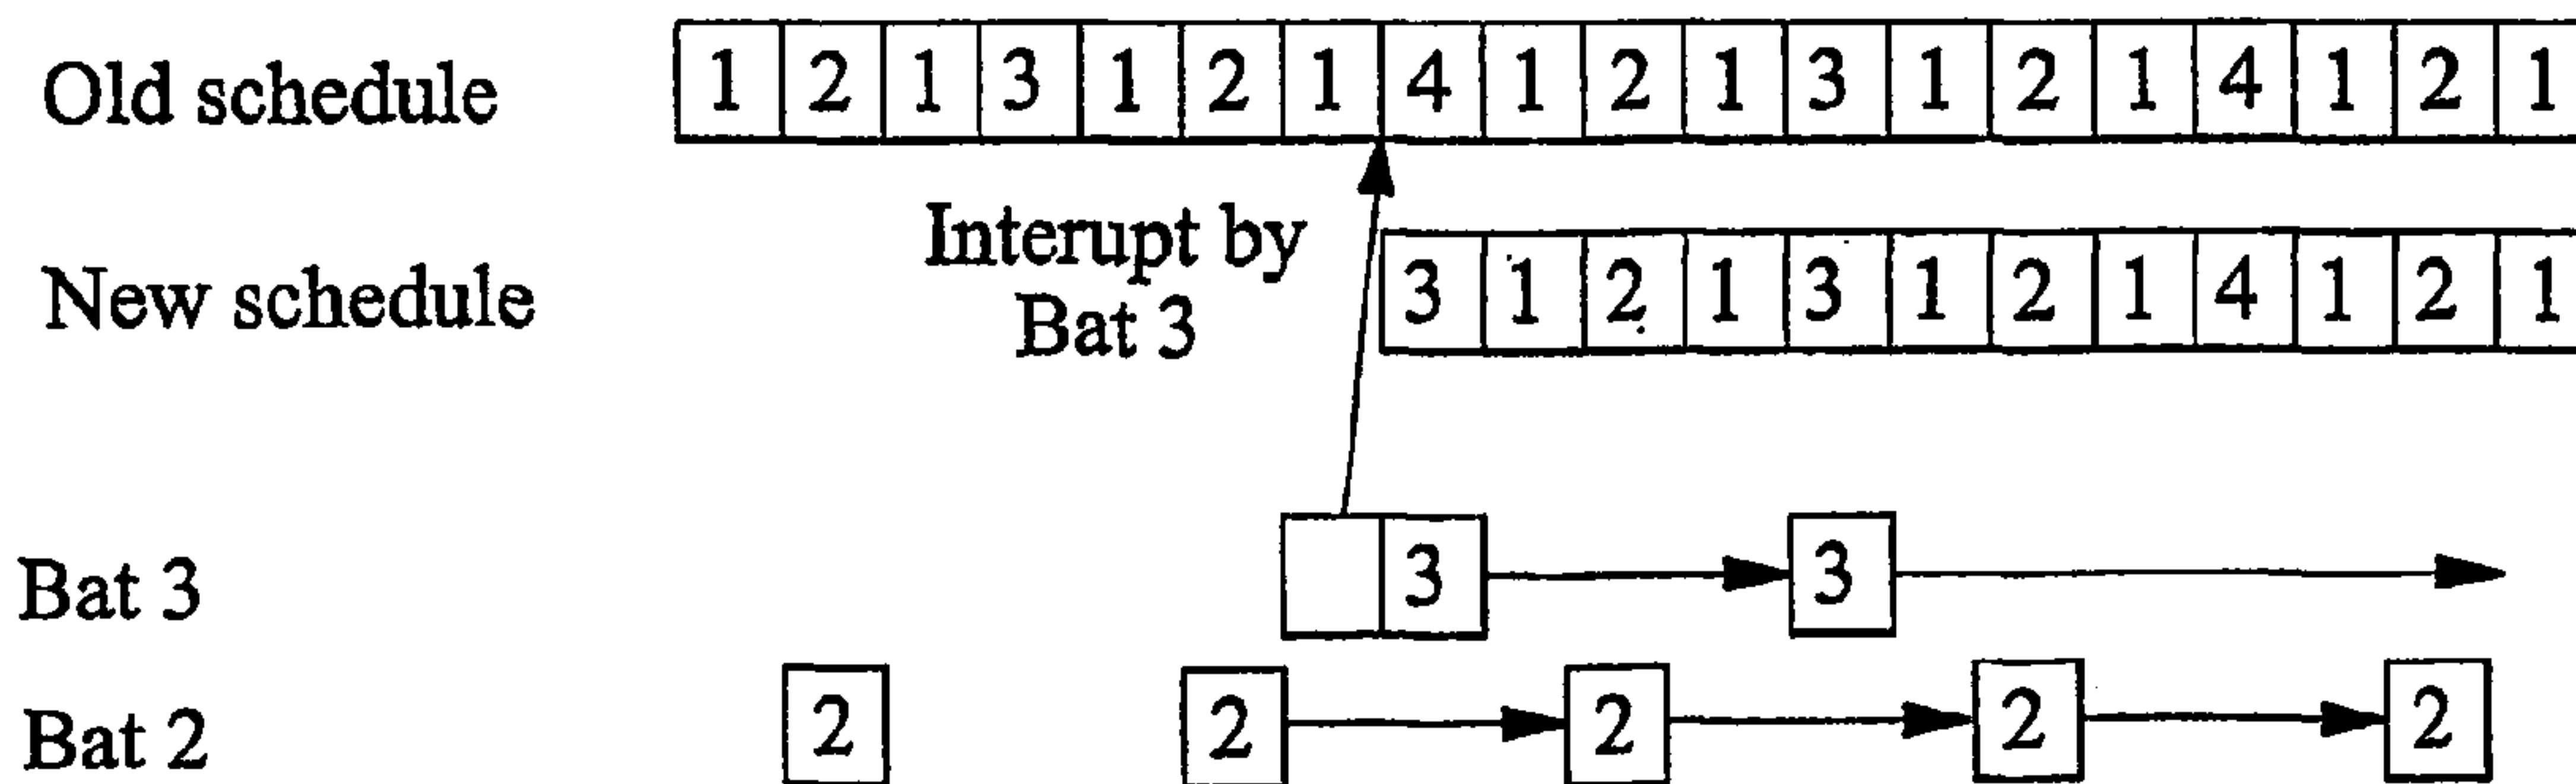 Old schedule 1 2 1 3 1 2 1 4 1 2 1 3 1 2 1 4 1 2 1
Interupt by
New schedule 3 1 2 1 3 1 2 1 4 1 2 1
Bat 3
Bat 3 3 3
Bat 2 2 2 2 2 2